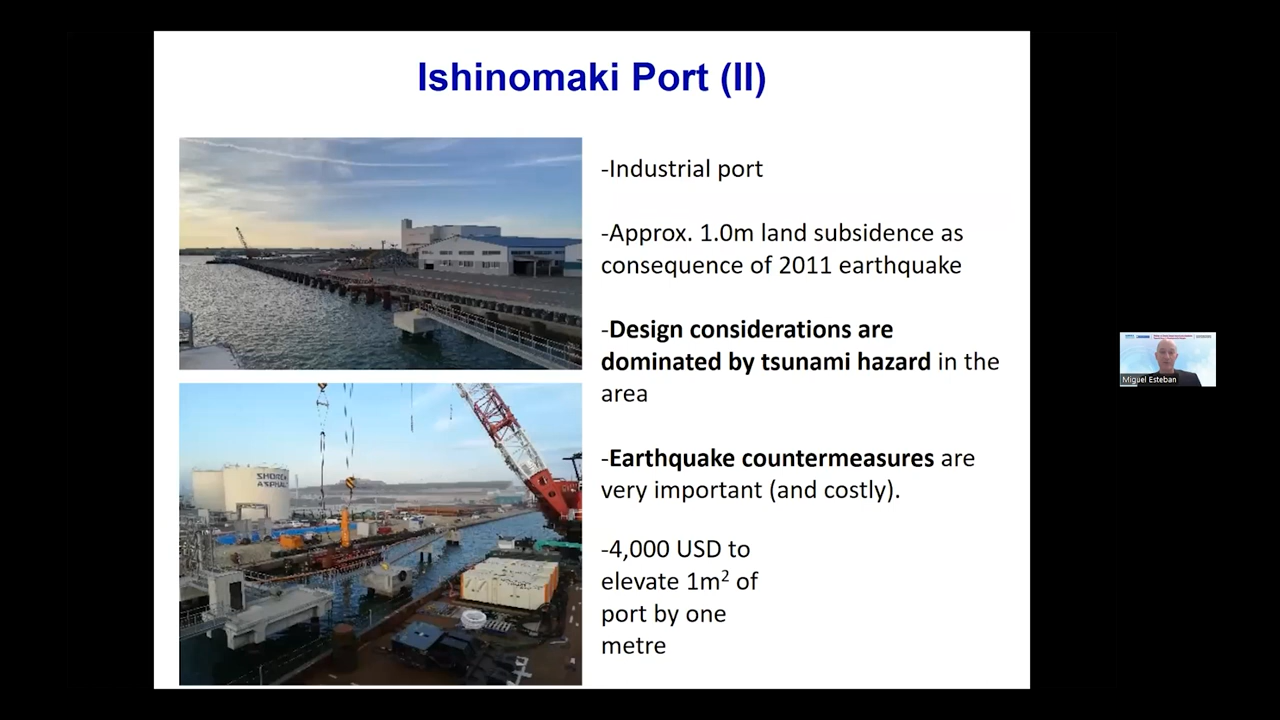 Ishinomaki Port (II)
-Industrial port
-Approx. 1.0m land subsidence as
consequence of 2011 earthquake
-Design considerations are
dominated by tsunami hazard in the
area
-Earthquake countermeasures are
very important (and costly).
-4,000 USD to
elevate 1m² of
port by one
metre
Miguel Esteban